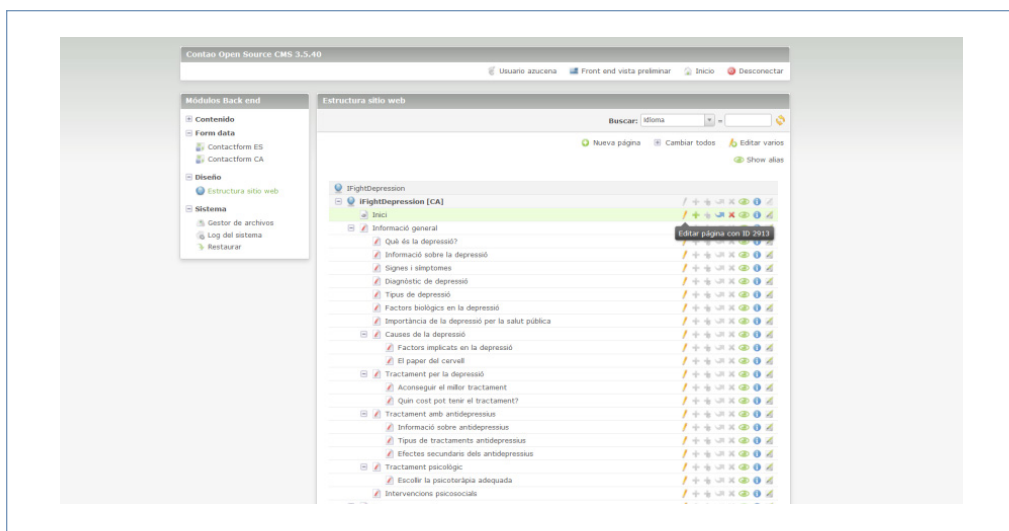 Contao Open Source CMS 3.5.40
Usuario azucena Front end vista preliminar Inicio Desconectar
Módulos Back end
Contenido
Form data
Contactform ES
Contactform CA
Diseño
Estructura sitio web
Sistema
Gestor de archivos
Log del sistema
Restaurar
Estructura sitio web
Buscar: Idioma =
Nueva página Cambiar todos Editar varios
Show alias
IFightDepression
iFightDepression [CA]
Inici
Informació general
Editar página con ID 2913
Què és la depressió?
Informació sobre la depressió
Signes i símptomes
Diagnòstic de depressió
Tipus de depressió
Factors biològics en la depressió
Importància de la depressió per la salut pública
Causes de la depressió
Factors implicats en la depressió
El paper del cervell
Tractament per la depressió
Aconseguir el millor tractament
Quin cost pot tenir el tractament?
Tractament amb antidepressius
Informació sobre antidepressius
Tipus de tractaments antidepressius
Efectes secundaris dels antidepressius
Tractament psicològic
Escollir la psicoteràpia adequada
Intervencions psicosocials